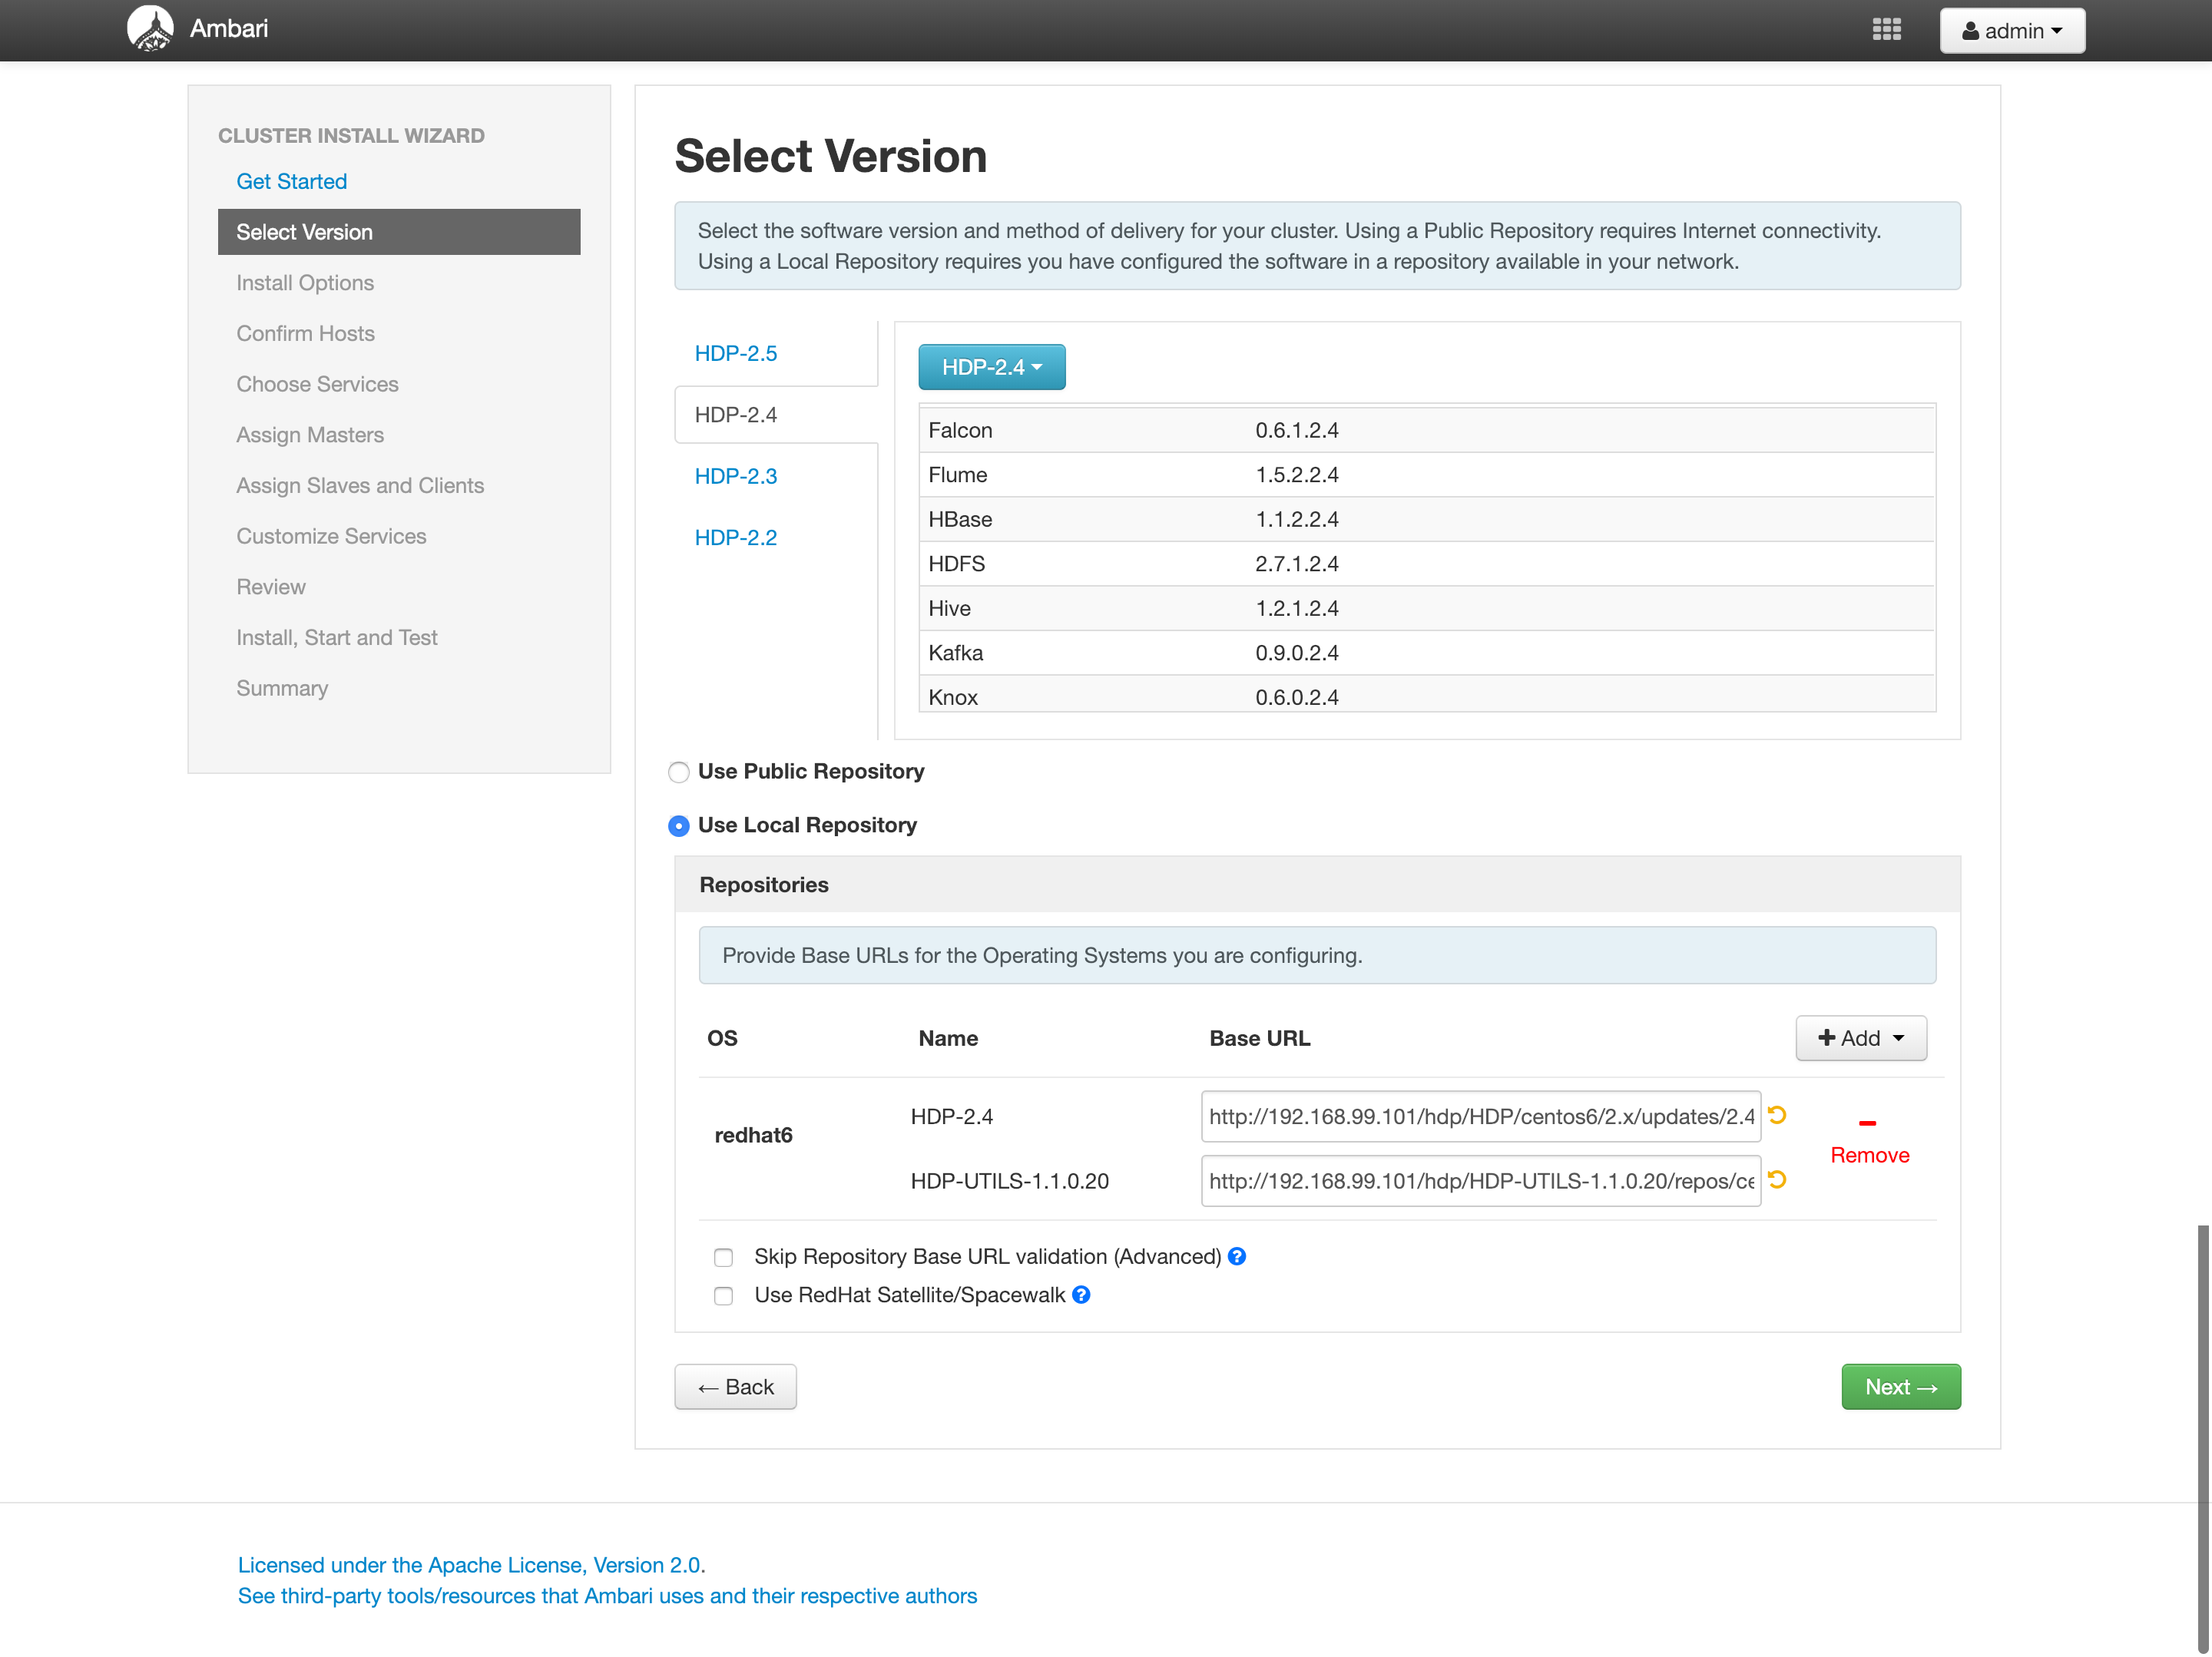 Ambari
admin
CLUSTER INSTALL WIZARD
Get Started
Select Version
Install Options
Confirm Hosts
Choose Services
Assign Masters
Assign Slaves and Clients
Customize Services
Review
Install, Start and Test
Summary
Select Version
Select the software version and method of delivery for your cluster. Using a Public Repository requires Internet connectivity.
Using a Local Repository requires you have configured the software in a repository available in your network.
HDP-2.5
HDP-2.4
HDP-2.3
HDP-2.2
HDP-2.4
Falcon 0.6.1.2.4
Flume 1.5.2.2.4
HBase 1.1.2.2.4
HDFS 2.7.1.2.4
Hive 1.2.1.2.4
Kafka 0.9.0.2.4
Knox 0.6.0.2.4
Use Public Repository
Use Local Repository
Repositories
Provide Base URLs for the Operating Systems you are configuring.
OS Name Base URL + Add
redhat6
HDP-2.4 http://192.168.99.101/hdp/HDP/centos6/2.x/updates/2.4
HDP-UTILS-1.1.0.20 http://192.168.99.101/hdp/HDP-UTILS-1.1.0.20/repos/ce
Remove
Skip Repository Base URL validation (Advanced) ?
Use RedHat Satellite/Spacewalk ?
← Back
Next →
Licensed under the Apache License, Version 2.0.
See third-party tools/resources that Ambari uses and their respective authors